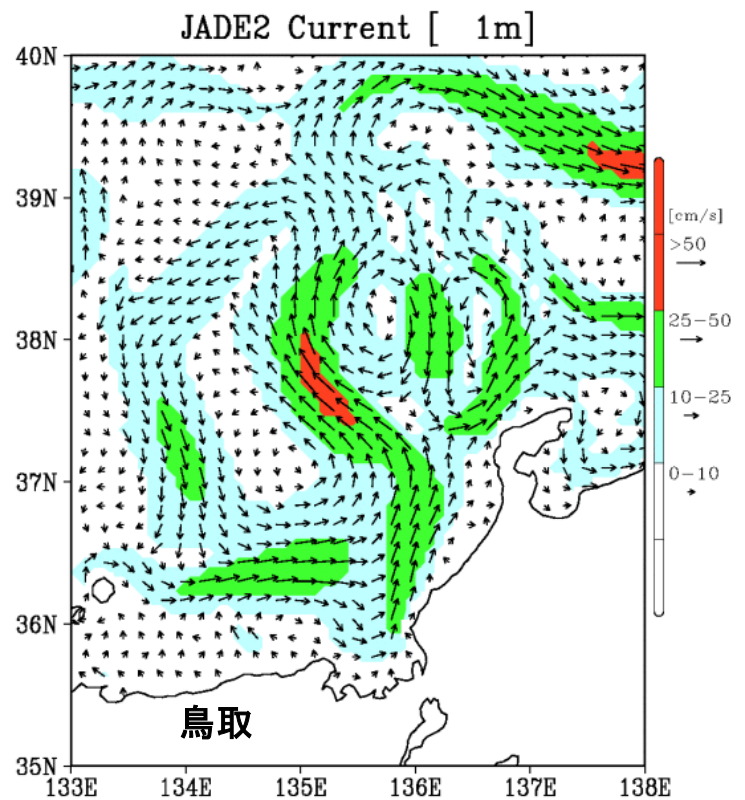 JADE2 Current [ 1m]
40N
39N
38N
37N
36N
35N
133E 134E 135E 136E 137E 138E
[cm/s]
>50
25-50
10-25
0-10
鳥取